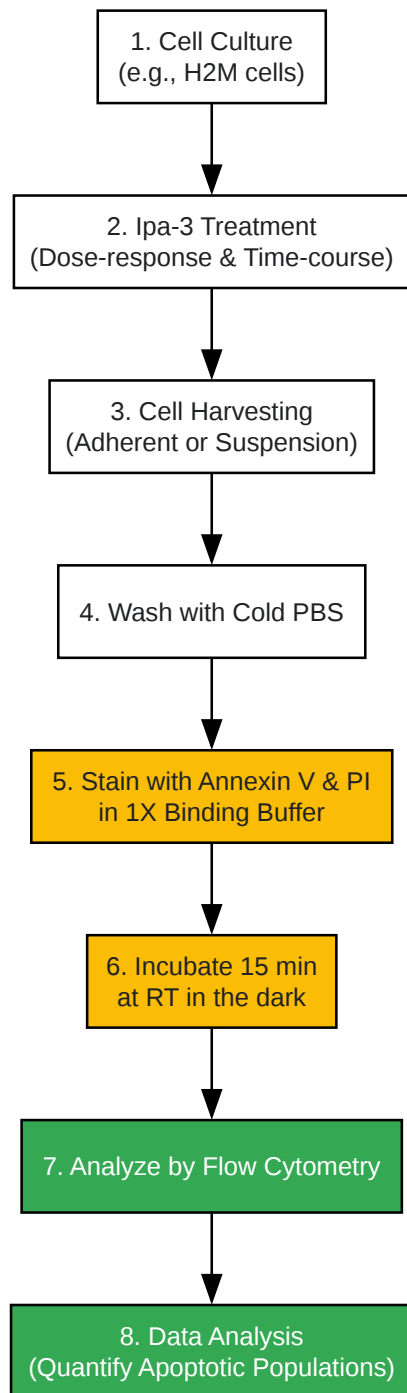 1. Cell Culture
(e.g., H2M cells)
2. Ipa-3 Treatment
(Dose-response & Time-course)
3. Cell Harvesting
(Adherent or Suspension)
4. Wash with Cold PBS
5. Stain with Annexin V & PI
in 1X Binding Buffer
6. Incubate 15 min
at RT in the dark
7. Analyze by Flow Cytometry
8. Data Analysis
(Quantify Apoptotic Populations)